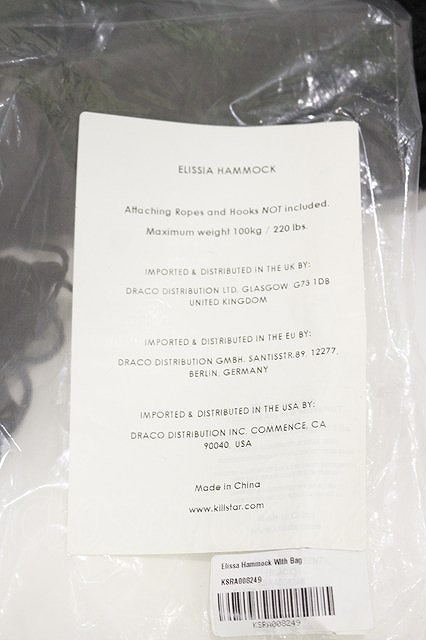 ELISSIA HAMMOCK
Attaching Ropes and Hooks NOT included.
Maximum weight 100kg / 220 lbs.
IMPORTED & DISTRIBUTED IN THE UK BY:
DRACO DISTRIBUTION LTD. GLASGOW. G73 1DB
UNITED KINGDOM
IMPORTED & DISTRIBUTED IN THE EU BY:
DRACO DISTRIBUTION GMBH. SANTISSTR.89, 12277,
BERLIN, GERMANY
IMPORTED & DISTRIBUTED IN THE USA BY:
DRACO DISTRIBUTION INC. COMMENCE, CA
90040, USA
Made in China
www.killstar.com
Elissa Hammock With Bag
KSRA008249
KSRA008249